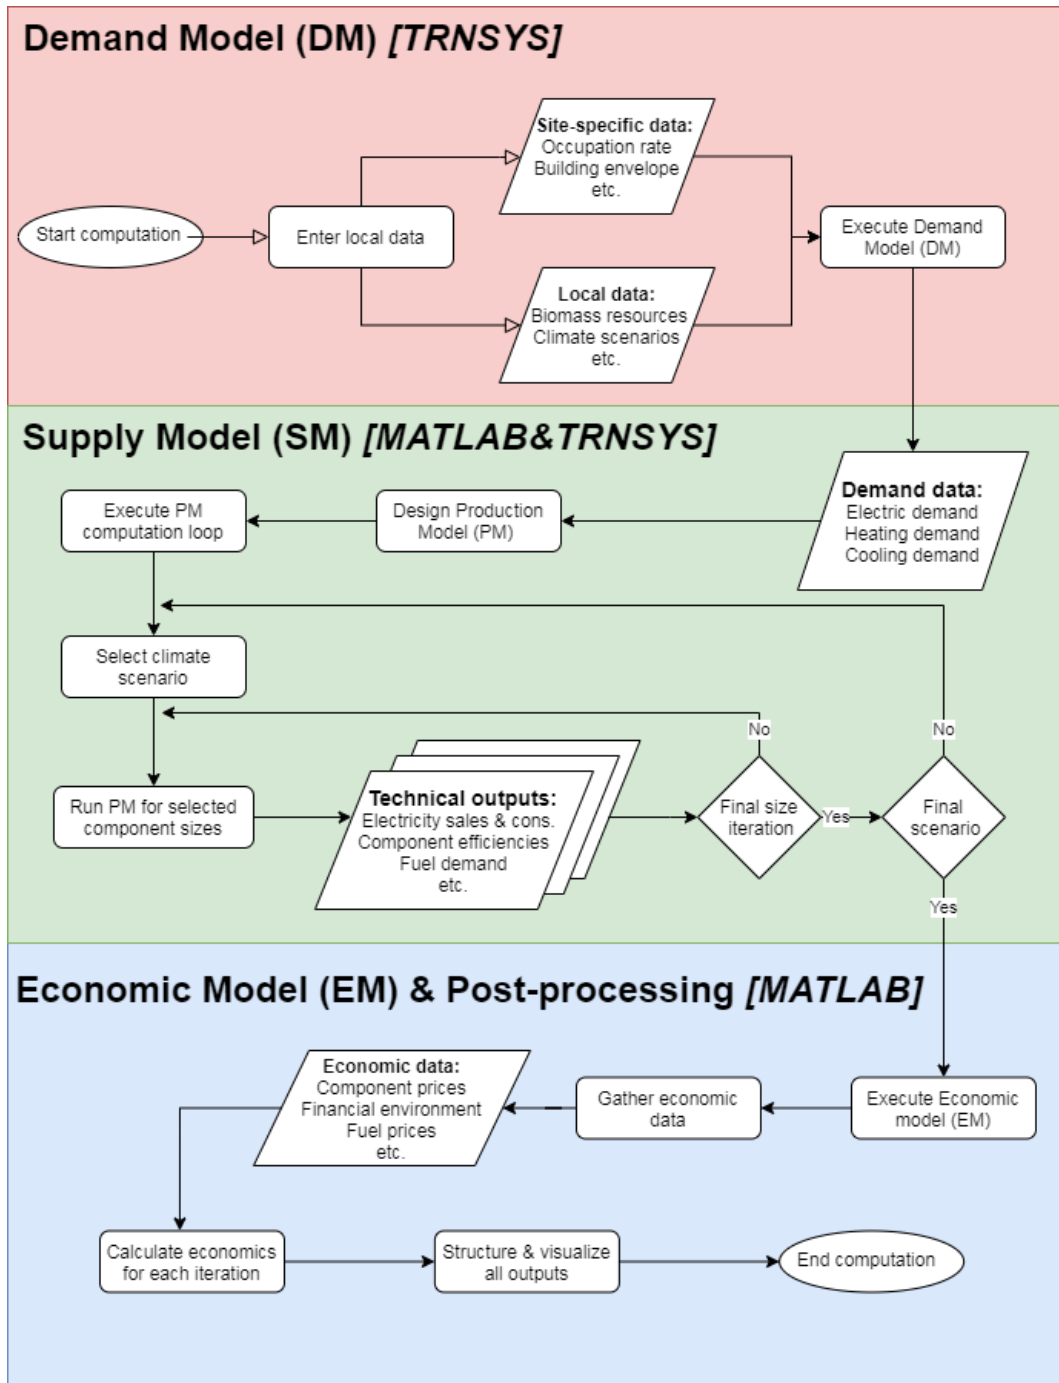 Demand Model (DM) [TRNSYS]
Site-specific data:
Occupation rate
Building envelope
etc.
Start computation
Enter local data
Execute Demand
Model (DM)
Local data:
Biomass resources
Climate scenarios
etc.
Supply Model (SM) [MATLAB&TRNSYS]
Demand data:
Electric demand
Heating demand
Cooling demand
Design Production
Model (PM)
Execute PM
computation loop
Select climate
scenario
No
No
Run PM for selected
component sizes
Technical outputs:
Electricity sales & cons.
Component efficiencies
Fuel demand
etc.
Final size
iteration
Yes
Final
scenario
Yes
Economic Model (EM) & Post-processing [MATLAB]
Execute Economic
model (EM)
Gather economic
data
Economic data:
Component prices
Financial environment
Fuel prices
etc.
Calculate economics
for each iteration
Structure & visualize
all outputs
End computation